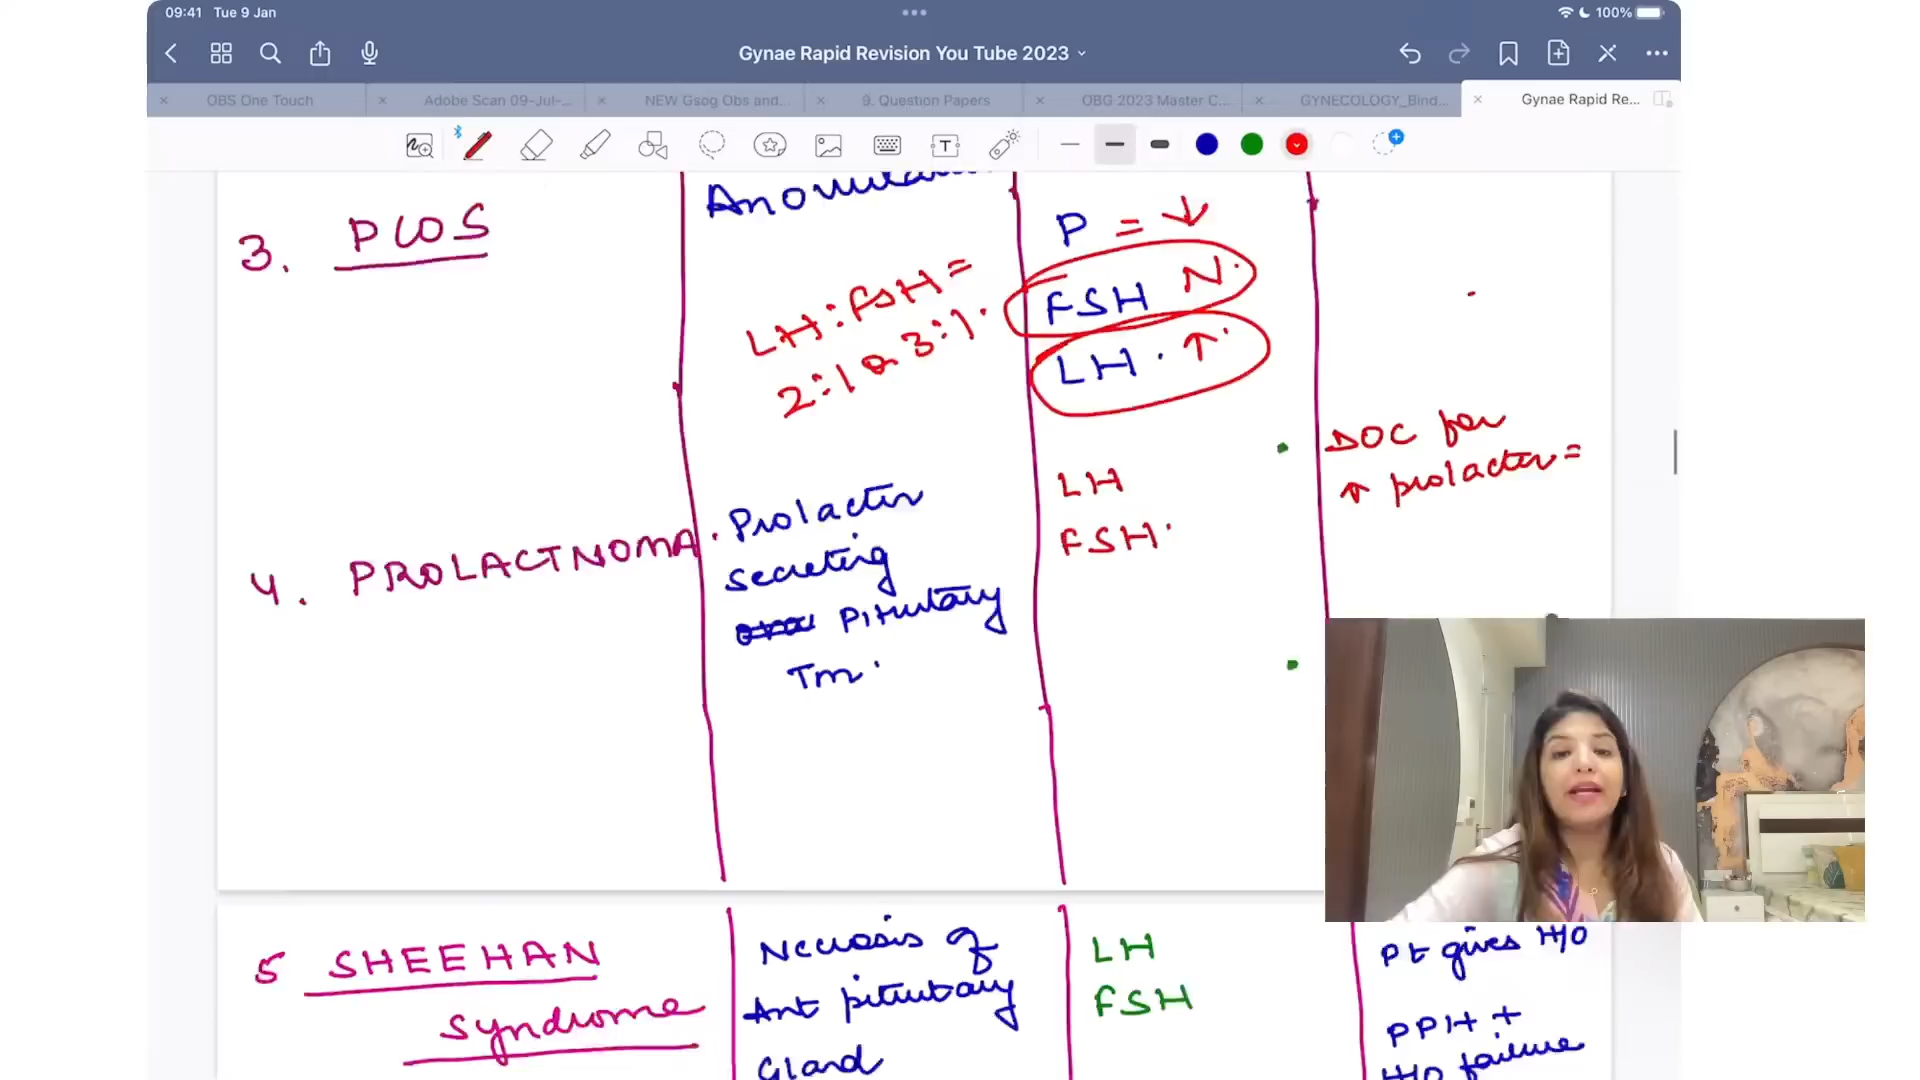 09:41 Tue 9 Jan
100%
Gynae Rapid Revision You Tube 2023
OBS One Touch
Adobe Scan 09-Jul-...
NEW Gsog Obs and...
9. Question Papers
OBG 2023 Master C...
GYNECOLOGY_Bind...
Gynae Rapid Re...
3. PCOS
LH:FSH =
2:1 or 3:1.
P = ↓
FSH N.
LH. ↑
4. PROLACTNOMA.
Prolactin
secreting
Pitutary
Tm.
LH
FSH.
DOC for
↑ prolactin =
5 SHEEHAN
Syndrome
Necrosis of
Ant pitutary
Gland
LH
FSH
Pt gives H/O
PPH +
H/O failure